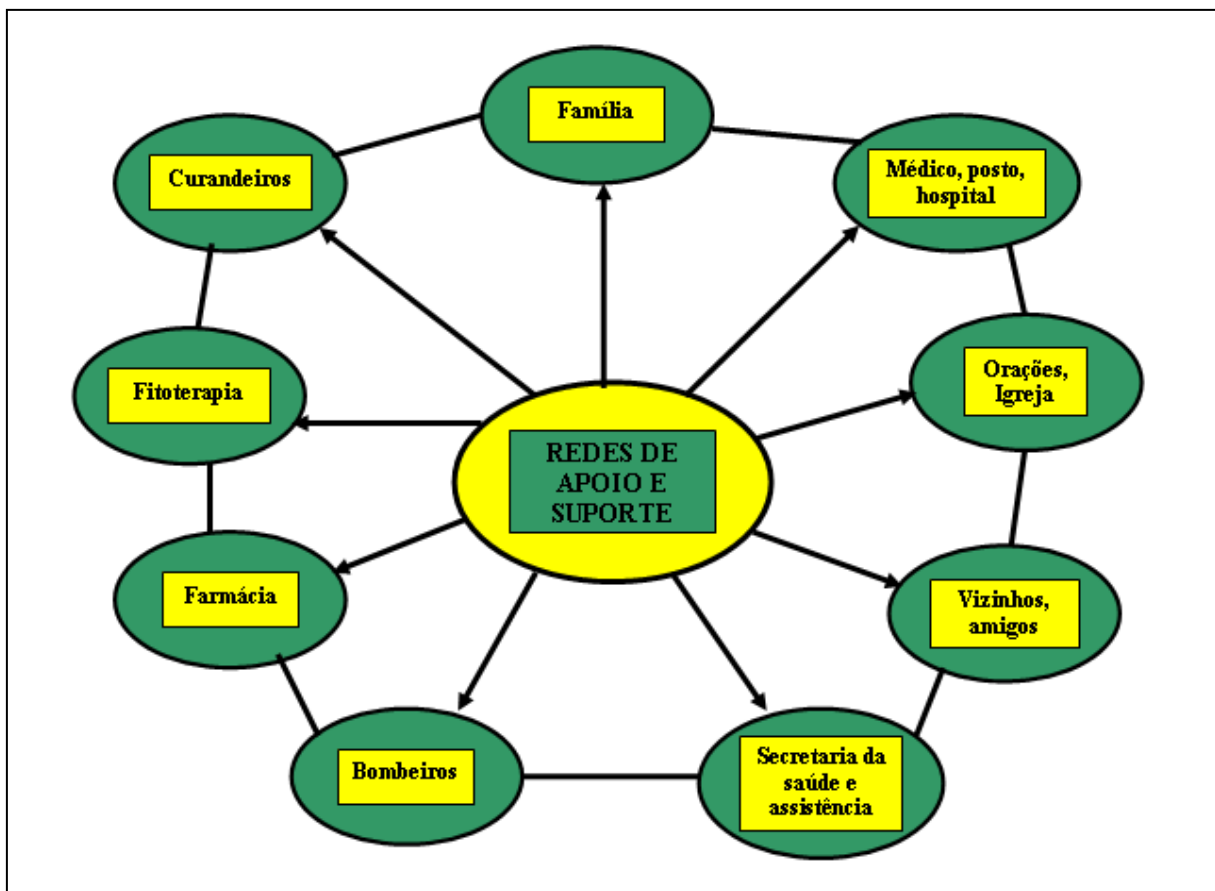 Família
Curandeiros
Médico, posto,
hospital
Fitoterapia
Orações,
Igreja
REDES DE
APOIO E
SUPORTE
Farmácia
Vizinhos,
amigos
Bombeiros
Secretaria da
saúde e
assistência